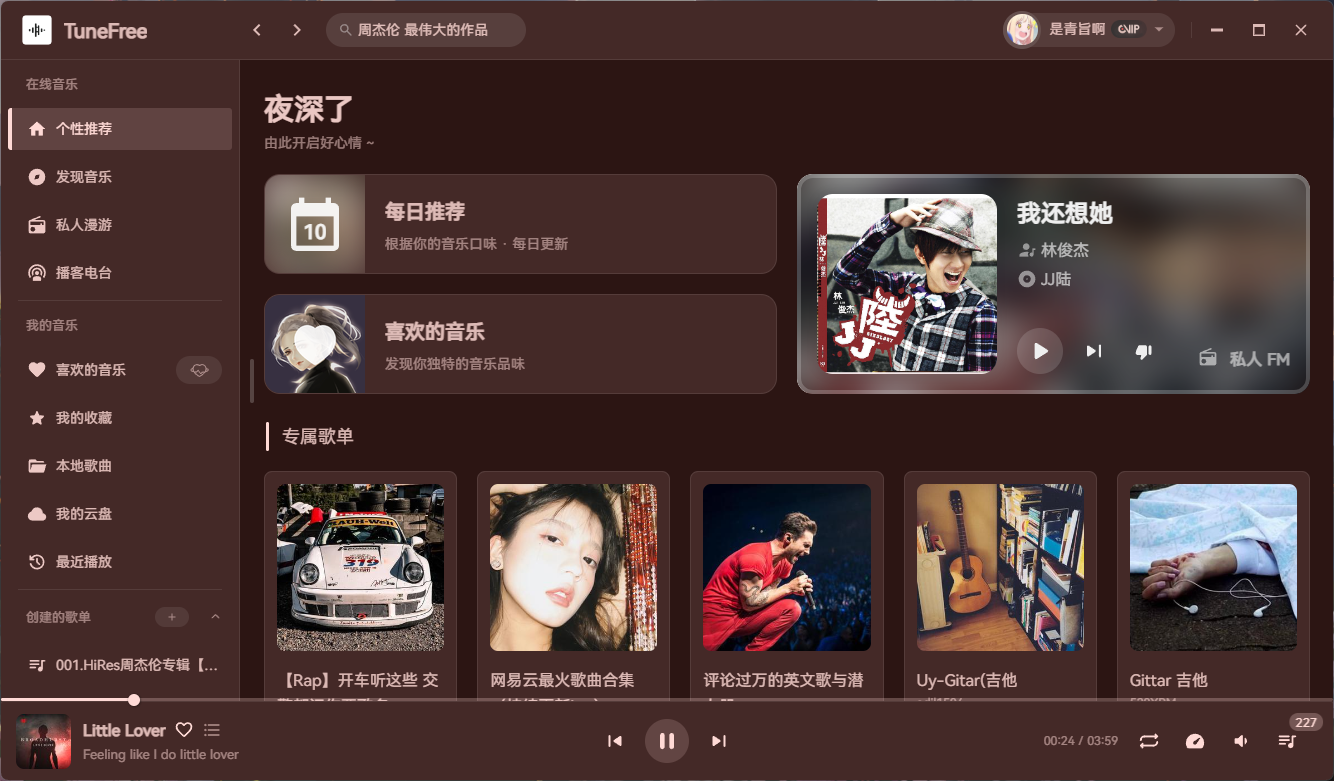 TuneFree
周杰伦 最伟大的作品
是青旨啊
VIP
在线音乐
个性推荐
发现音乐
私人漫游
播客电台
我的音乐
喜欢的音乐
我的收藏
本地歌曲
我的云盘
最近播放
创建的歌单
+
001.HiRes周杰伦专辑【...
夜深了
由此开启好心情 ~
10
每日推荐
根据你的音乐口味 · 每日更新
喜欢的音乐
发现你独特的音乐品味
林
俊杰
陸
JJ
我还想她
林俊杰
JJ陆
私人 FM
专属歌单
319
【Rap】开车听这些 交
网易云最火歌曲合集
评论过万的英文歌与潜
Uy-Gitar(吉他
Gittar 吉他
Little Lover
Feeling like I do little lover
00:24 / 03:59
227